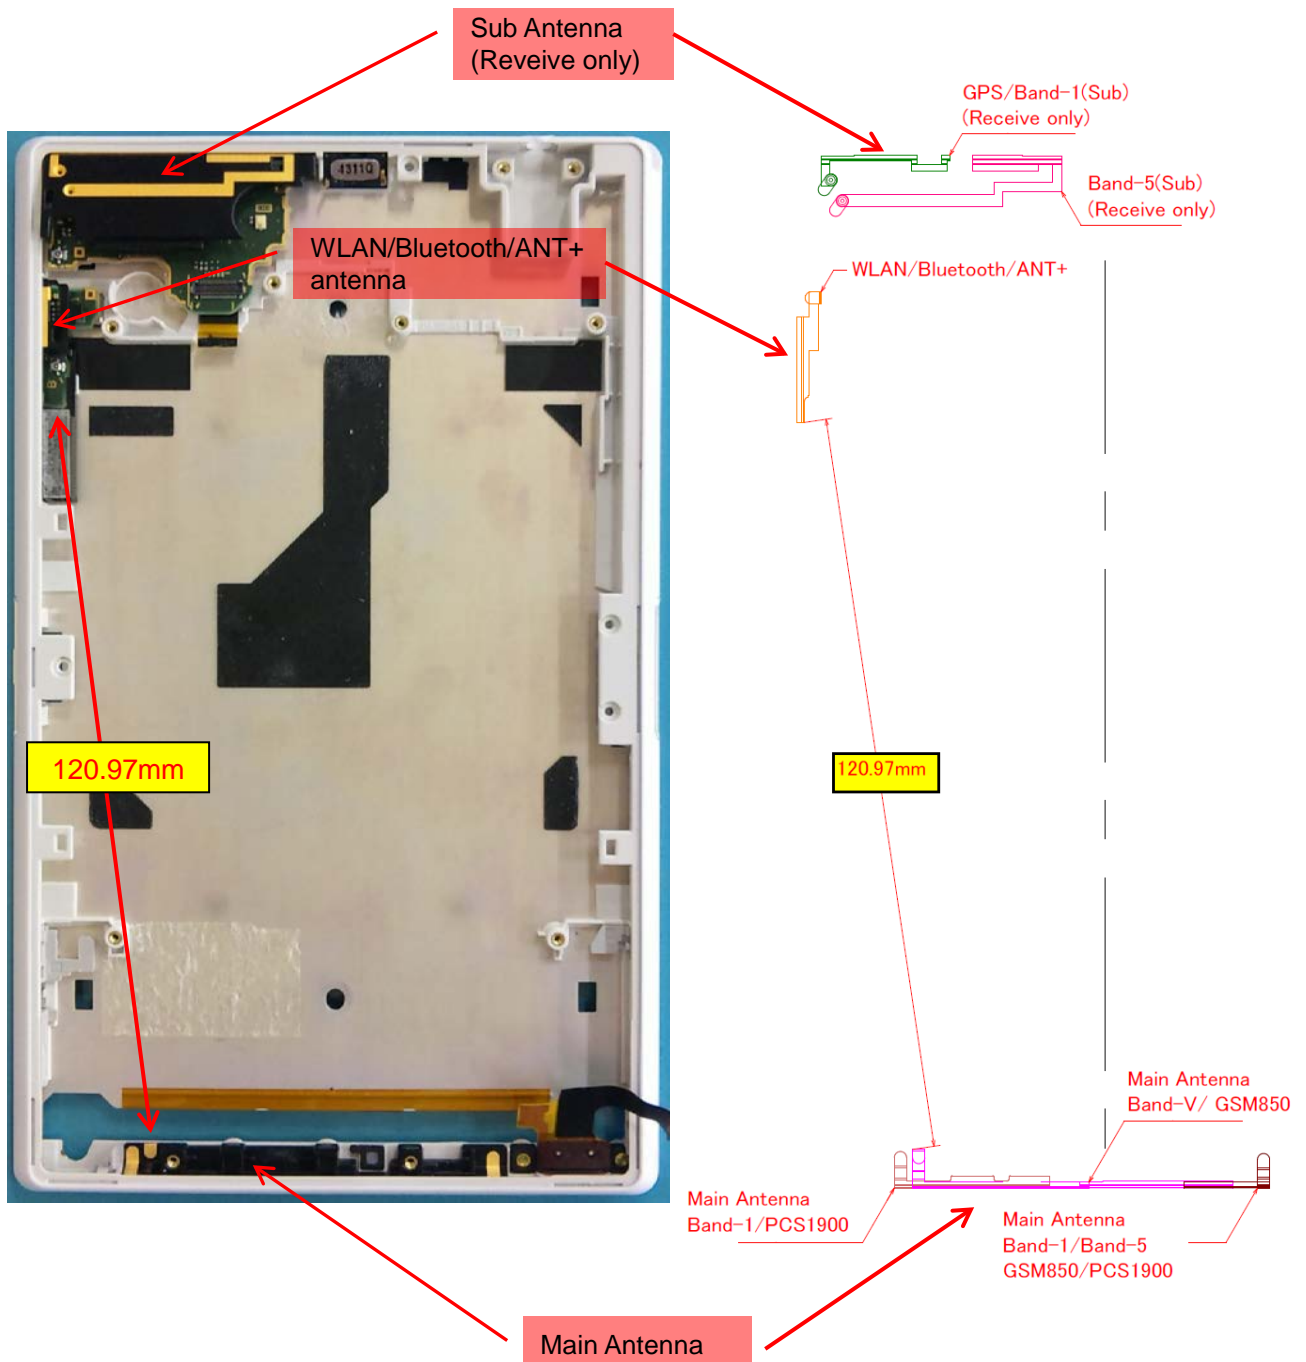 Sub Antenna
(Reveive only)
GPS/Band-1(Sub)
(Receive only)
4311Q
Band-5(Sub)
(Receive only)
WLAN/Bluetooth/ANT+
antenna
WLAN/Bluetooth/ANT+
120.97mm
120.97mm
Main Antenna
Band-V/ GSM850
Main Antenna
Band-1/PCS1900
Main Antenna
Band-1/Band-5
GSM850/PCS1900
Main Antenna